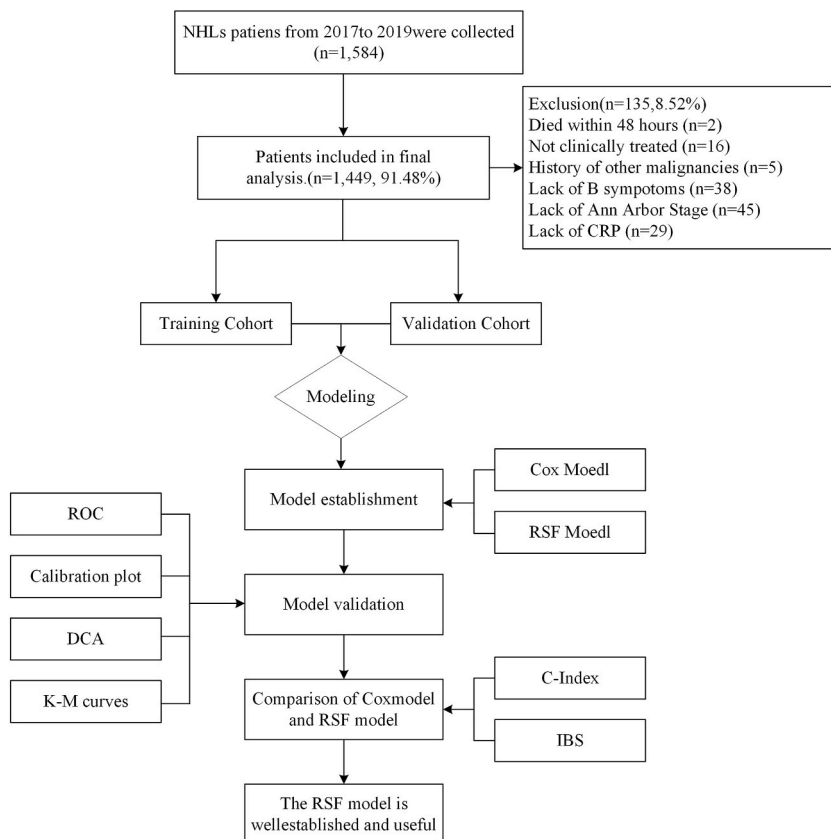 NHLs patiens from 2017to 2019were collected
(n=1,584)
Exclusion(n=135,8.52%)
Died within 48 hours (n=2)
Not clinically treated (n=16)
History of other malignancies (n=5)
Lack of B sympotoms (n=38)
Lack of Ann Arbor Stage (n=45)
Lack of CRP (n=29)
Patients included in final
analysis.(n=1,449, 91.48%)
Training Cohort
Validation Cohort
Modeling
Model establishment
Cox Moedl
RSF Moedl
ROC
Calibration plot
DCA
K-M curves
Model validation
Comparison of Coxmodel
and RSF model
C-Index
IBS
The RSF model is
wellestablished and useful